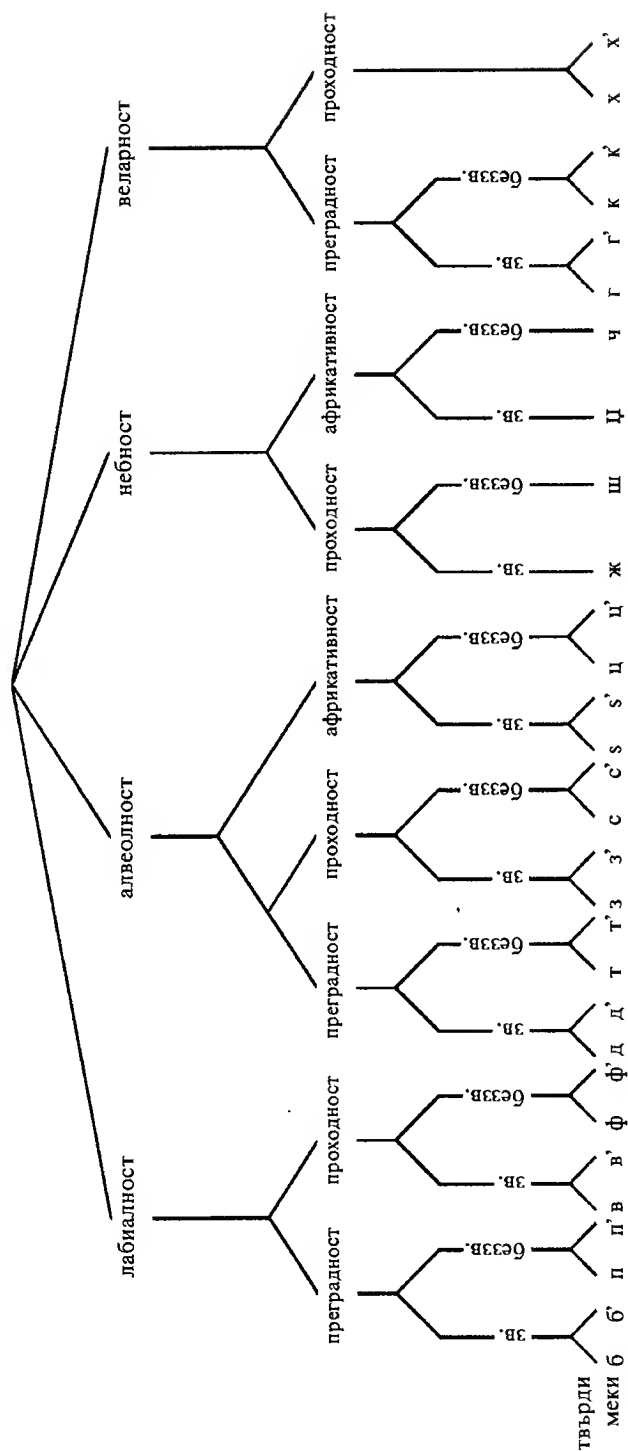 лабиалност алвеолност небност веларност
преградност проходност преградност проходност африкативност проходност африкативност преградност проходност
зв. беззв. зв. беззв. зв. беззв. зв. беззв. зв. беззв. зв. беззв. зв. беззв. зв. беззв.
твърди
меки б б' п п' в в' ф ф' д д' т т' з з' с с' ѕ ѕ' ц ц' ж ш џ ч г г' к к' х х'